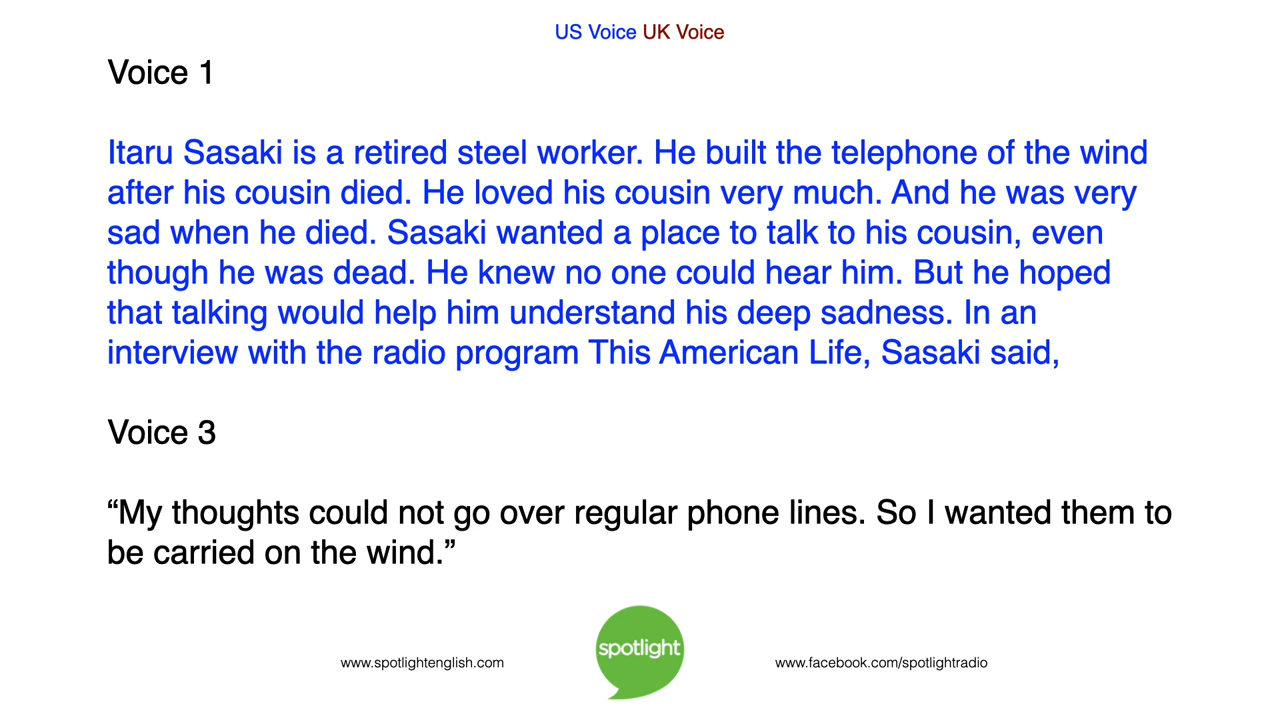 US Voice UK Voice
Voice 1
Itaru Sasaki is a retired steel worker. He built the telephone of the wind
after his cousin died. He loved his cousin very much. And he was very
sad when he died. Sasaki wanted a place to talk to his cousin, even
though he was dead. He knew no one could hear him. But he hoped
that talking would help him understand his deep sadness. In an
interview with the radio program This American Life, Sasaki said,
Voice 3
“My thoughts could not go over regular phone lines. So I wanted them to
be carried on the wind.”
www.spotlightenglish.com
spotlight
www.facebook.com/spotlightradio